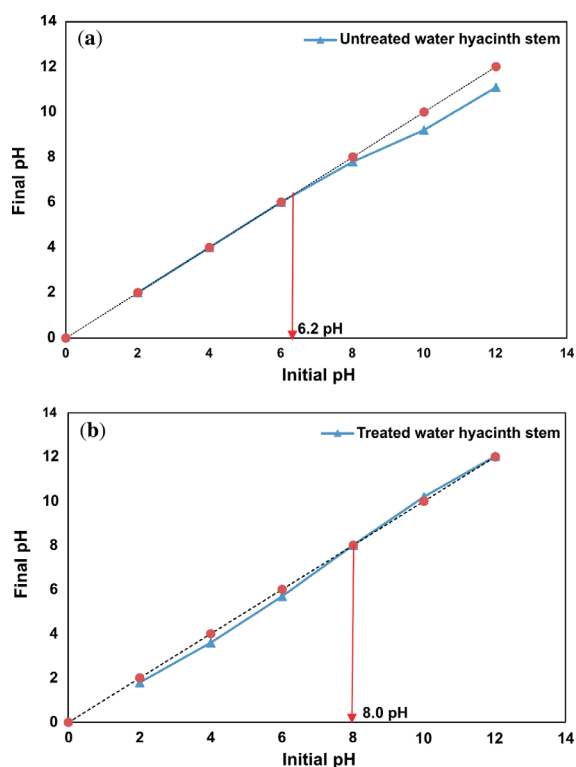 (a)
Untreated water hyacinth stem
14
12
10
8
6
4
2
0
Final pH
6.2 pH
0 2 4 6 8 10 12 14
Initial pH
(b)
Treated water hyacinth stem
14
12
10
8
6
4
2
0
Final pH
8.0 pH
0 2 4 6 8 10 12 14
Initial pH